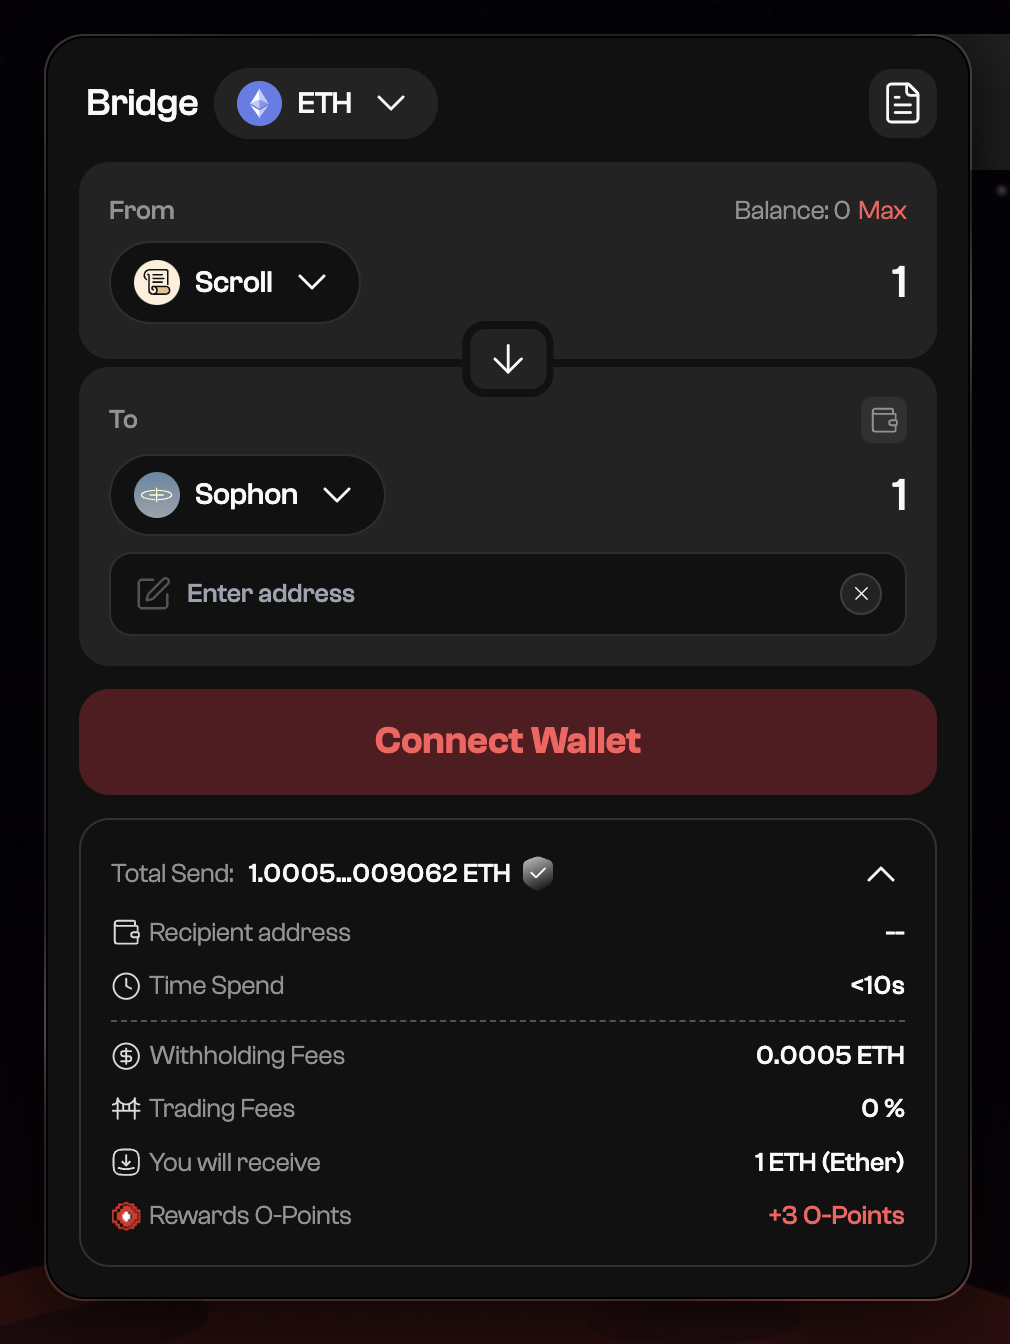 Bridge ETH
From Balance: 0 Max
Scroll 1
To
Sophon 1
Enter address
Connect Wallet
Total Send: 1.0005...009062 ETH
Recipient address --
Time Spend <10s
Withholding Fees 0.0005 ETH
Trading Fees 0 %
You will receive 1 ETH (Ether)
Rewards O-Points +3 O-Points